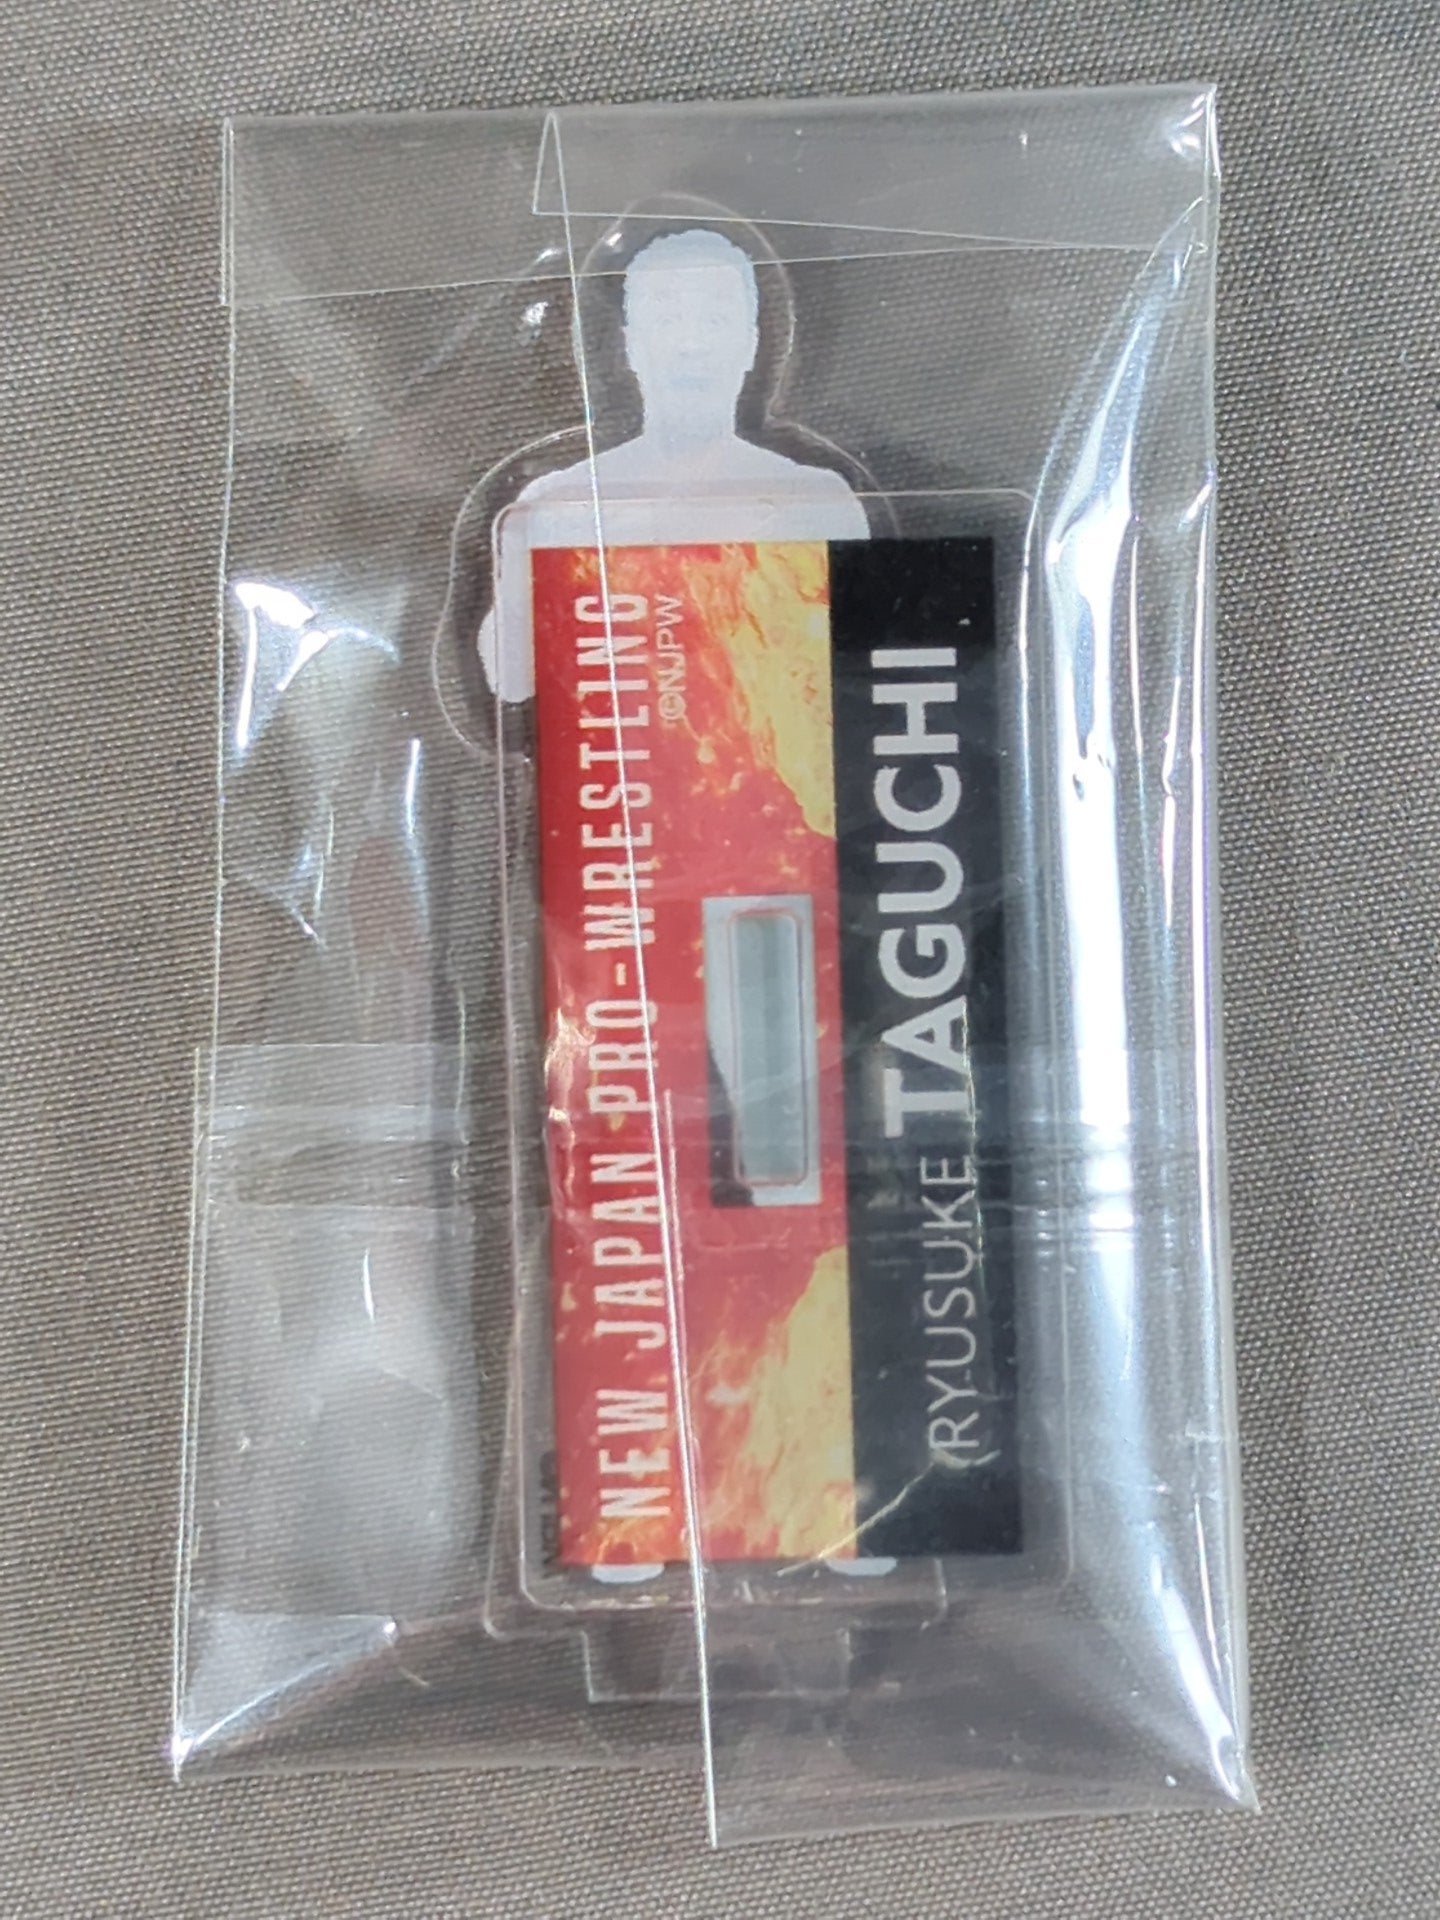 NEW JAPAN PRO-WRESTLING
©NJPW
RYUSUKE TAGUCHI